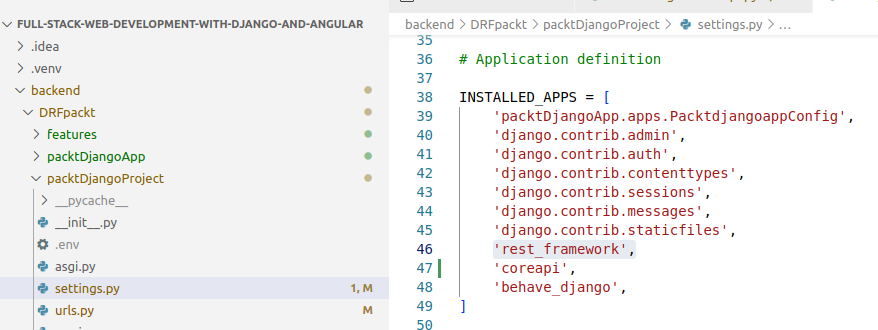 FULL-STACK-WEB-DEVELOPMENT-WITH-DJANGO-AND-ANGULAR
.idea
.venv
backend
DRFpackt
features
packtDjangoApp
packtDjangoProject
__pycache__
__init__.py
.env
asgi.py
settings.py 1, M
urls.py M
backend > DRFpackt > packtDjangoProject > settings.py > ...
35
36 # Application definition
37
38 INSTALLED_APPS = [
39 'packtDjangoApp.apps.PacktdjangoappConfig',
40 'django.contrib.admin',
41 'django.contrib.auth',
42 'django.contrib.contenttypes',
43 'django.contrib.sessions',
44 'django.contrib.messages',
45 'django.contrib.staticfiles',
46 'rest_framework',
47 'coreapi',
48 'behave_django',
49 ]
50